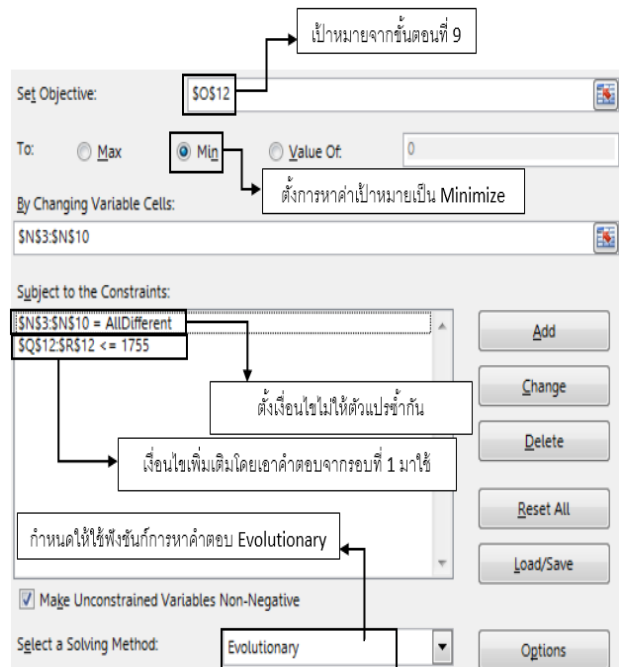 เป้าหมายจากขั้นตอนที่ 9
Set Objective:
$O$12
To:
Max
Min
Value Of:
0
ตั้งการหาค่าเป้าหมายเป็น Minimize
By Changing Variable Cells:
$N$3:$N$10
Subject to the Constraints:
$N$3:$N$10 = AllDifferent
$Q$12:$R$12 <= 1755
Add
Change
ตั้งเงื่อนไขไม่ให้ตัวแปรซ้ำกัน
Delete
เงื่อนไขเพิ่มเติมโดยเอาคำตอบจากรอบที่ 1 มาใช้
Reset All
กำหนดให้ใช้ฟังชันก์การหาคำตอบ Evolutionary
Load/Save
Make Unconstrained Variables Non-Negative
Select a Solving Method:
Evolutionary
Options